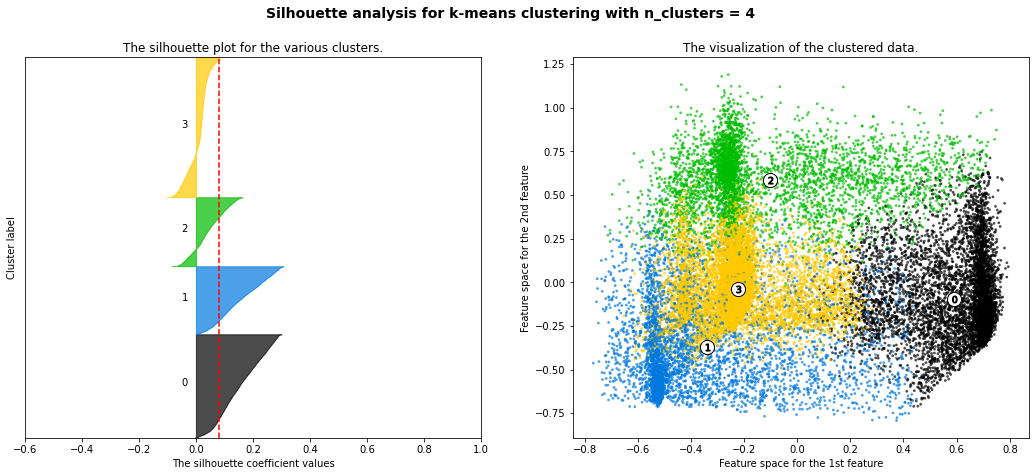 Silhouette analysis for k-means clustering with n_clusters = 4
The silhouette plot for the various clusters.
Cluster label
3
2
1
0
−0.6 −0.4 −0.2 0.0 0.2 0.4 0.6 0.8 1.0
The silhouette coefficient values
The visualization of the clustered data.
Feature space for the 2nd feature
1.25
1.00
0.75
0.50
0.25
0.00
−0.25
−0.50
−0.75
2
3
0
1
−0.8 −0.6 −0.4 −0.2 0.0 0.2 0.4 0.6 0.8
Feature space for the 1st feature